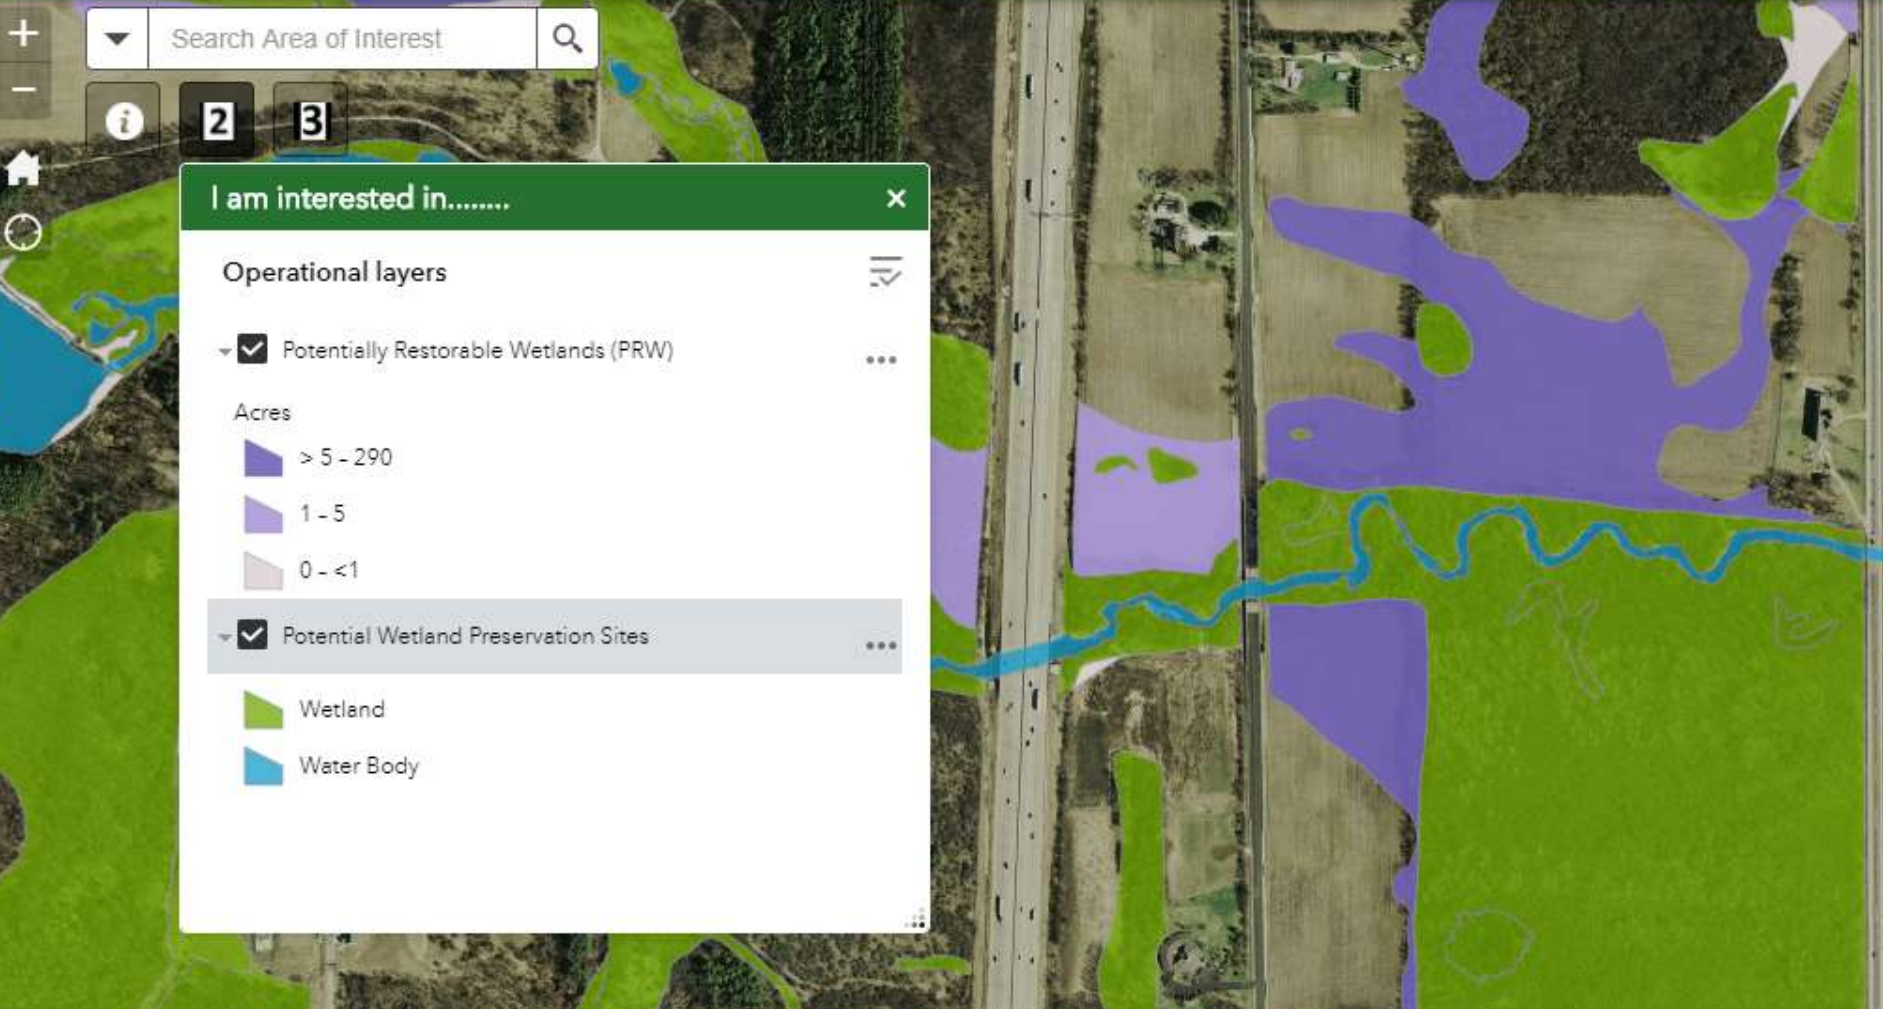 +
Search Area of Interest
−
i
2
3
I am interested in........
×
Operational layers
Potentially Restorable Wetlands (PRW)
Acres
> 5 - 290
1 - 5
0 - <1
Potential Wetland Preservation Sites
Wetland
Water Body